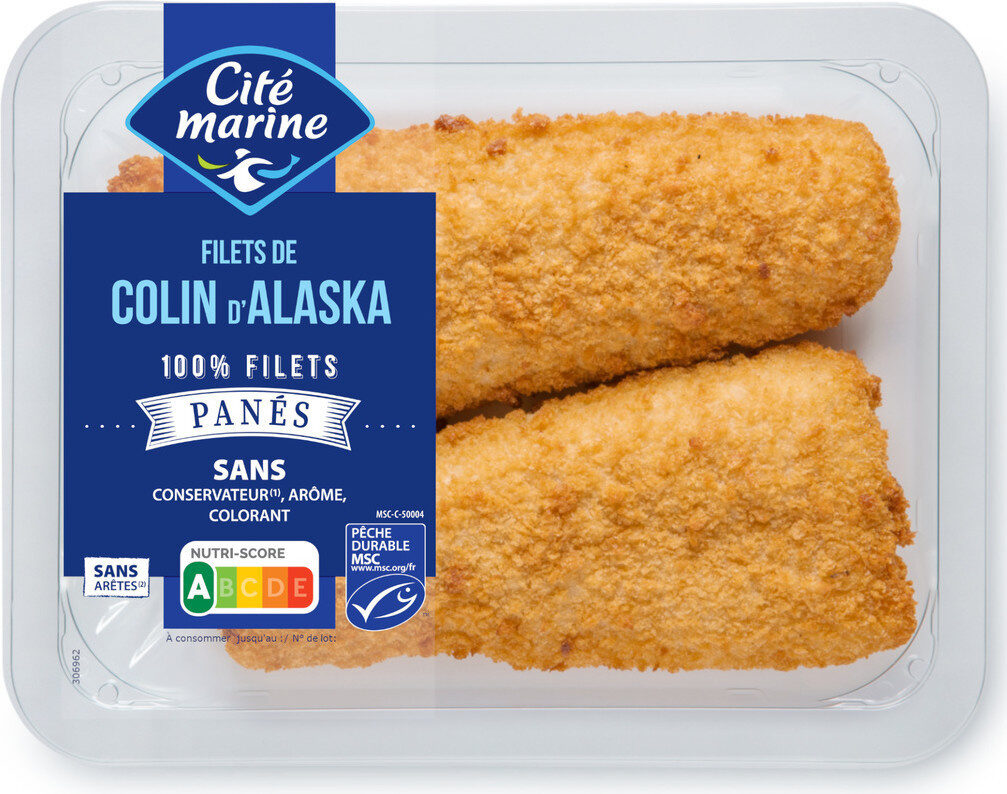 Cité
marine
FILETS DE
COLIN D'ALASKA
100% FILETS
PANÉS
SANS
CONSERVATEUR(1), ARÔME,
COLORANT
MSC-C-50004
PÊCHE
DURABLE
MSC
www.msc.org/fr
NUTRI-SCORE
A B C D E
SANS
ARÊTES(2)
À consommer jusqu'au :/ N° de lot:
306962